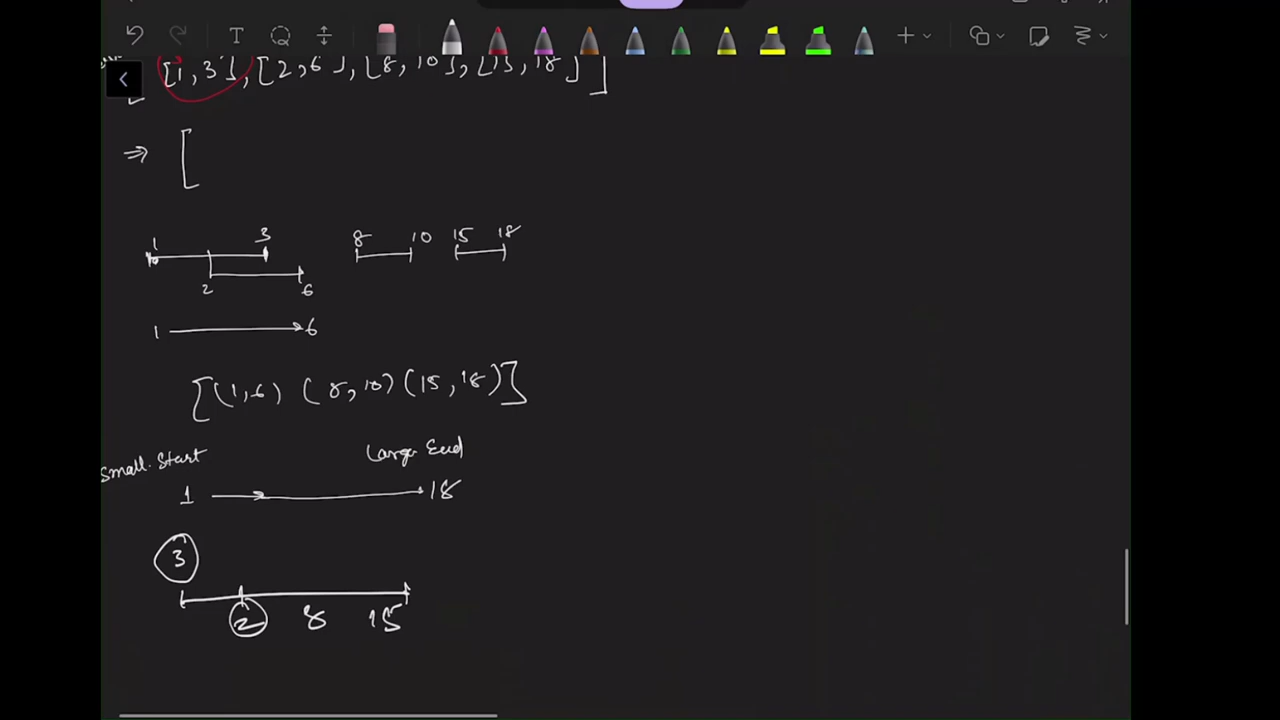 [1,3], [2,6], [8,10], [15,18]]
⇒ [
1 3 8 10 15 18
2 6
1 → 6
[(1,6) (8,10) (15,18)]
Small. Start Large End
1 → 18
3
2 8 15